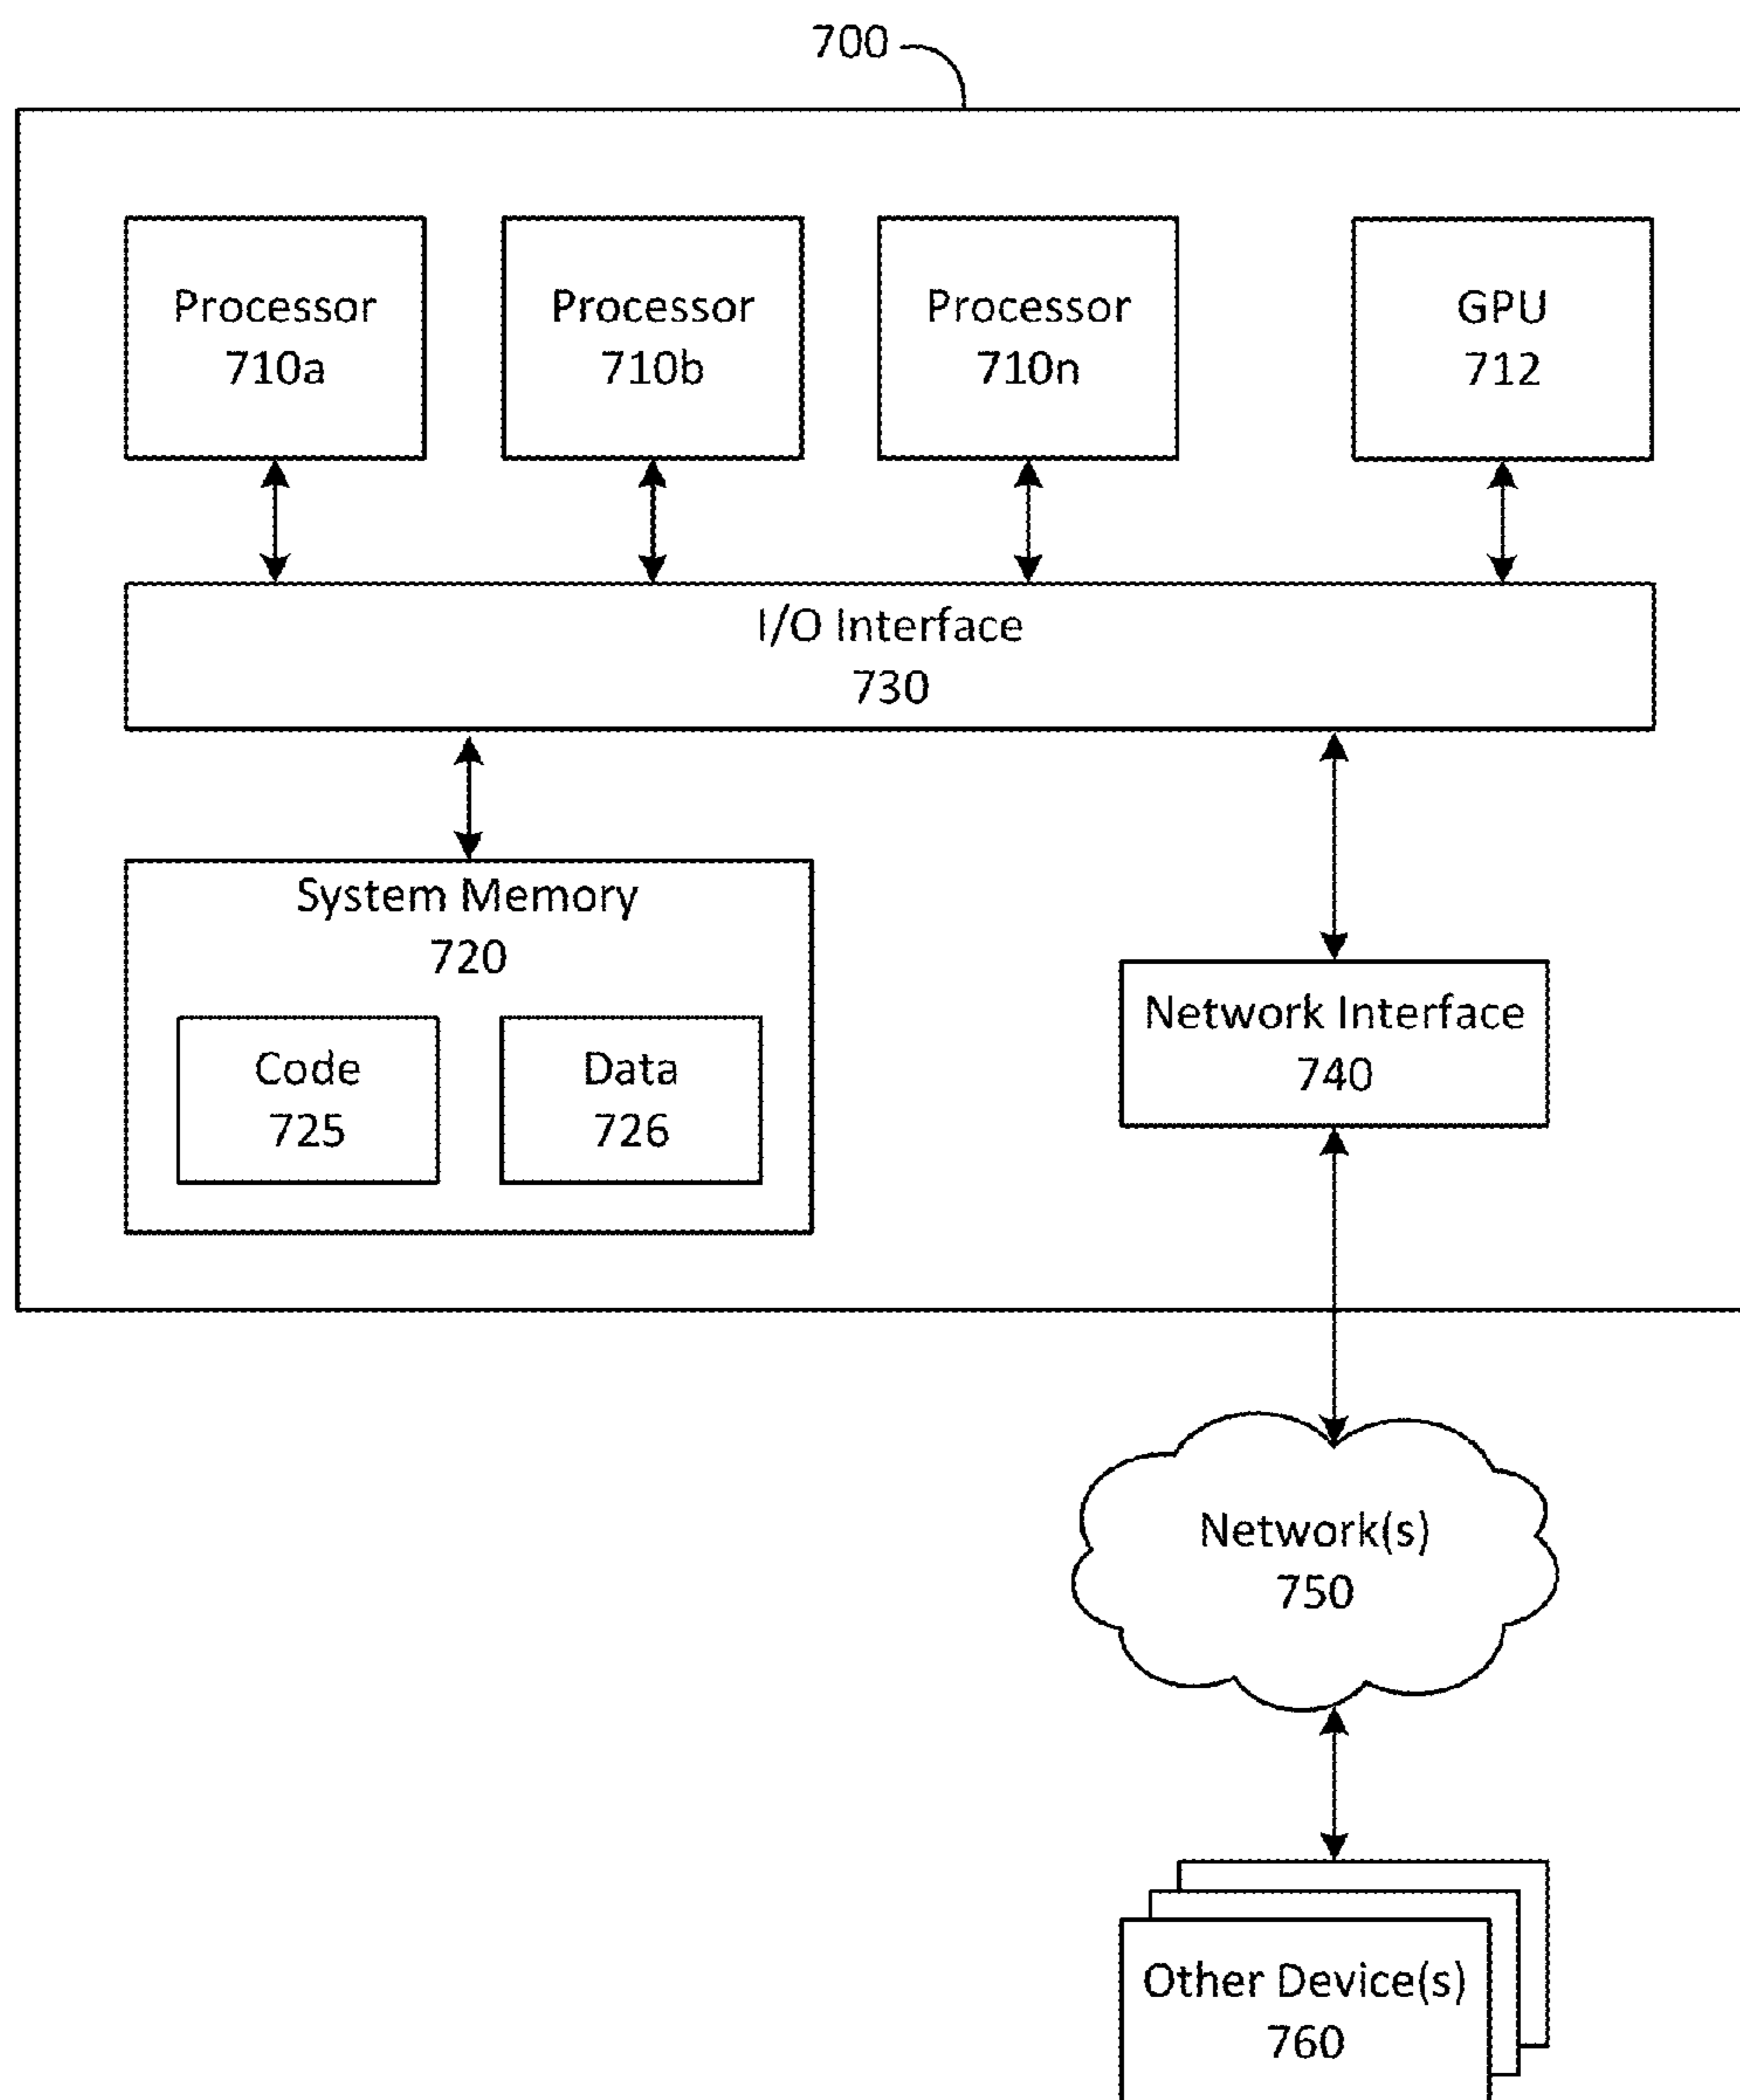 700
Processor
710a
Processor
710b
Processor
710n
GPU
712
I/O Interface
730
System Memory
720
Code
725
Data
726
Network Interface
740
Network(s)
750
Other Device(s)
760